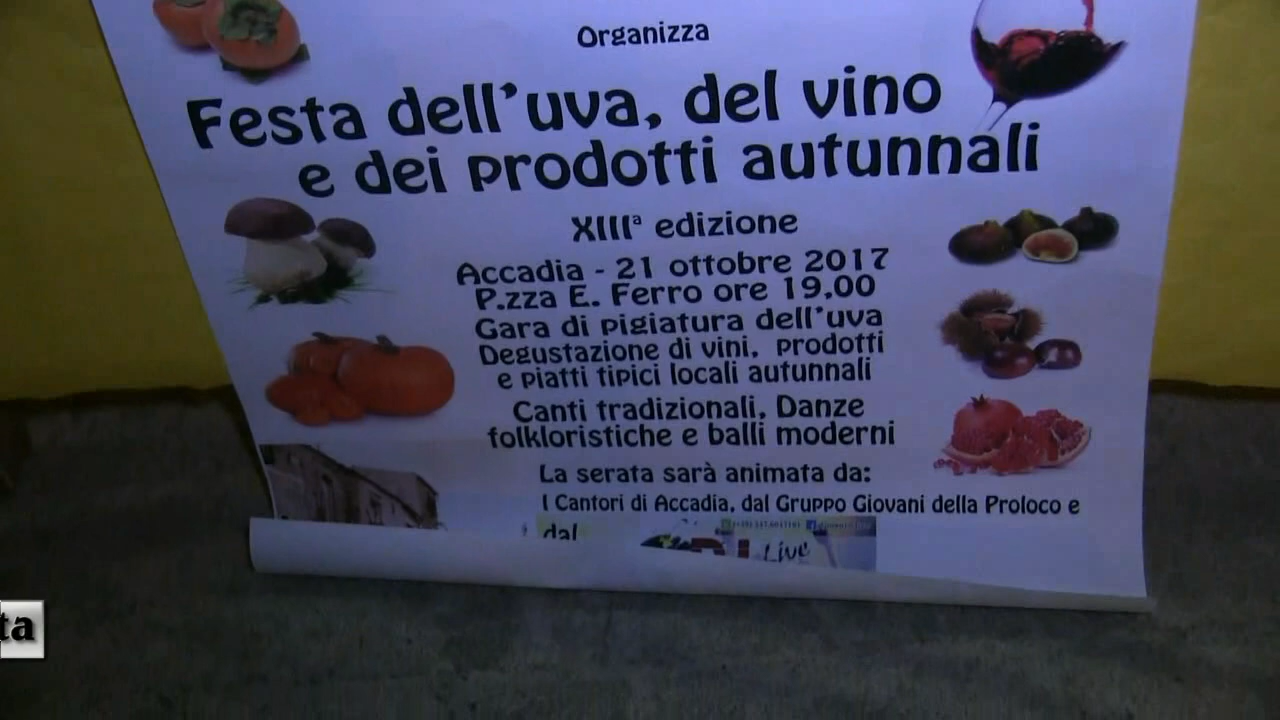 Organizza
Festa dell'uva, del vino
e dei prodotti autunnali
XIIIª edizione
Accadia - 21 ottobre 2017
P.zza E. Ferro ore 19.00
Gara di pigiatura dell'uva
Degustazione di vini, prodotti
e piatti tipici locali autunnali
Canti tradizionali, Danze
folkloristiche e balli moderni
La serata sarà animata da:
I Cantori di Accadia, dal Gruppo Giovani della Proloco e
dal
Live
ta